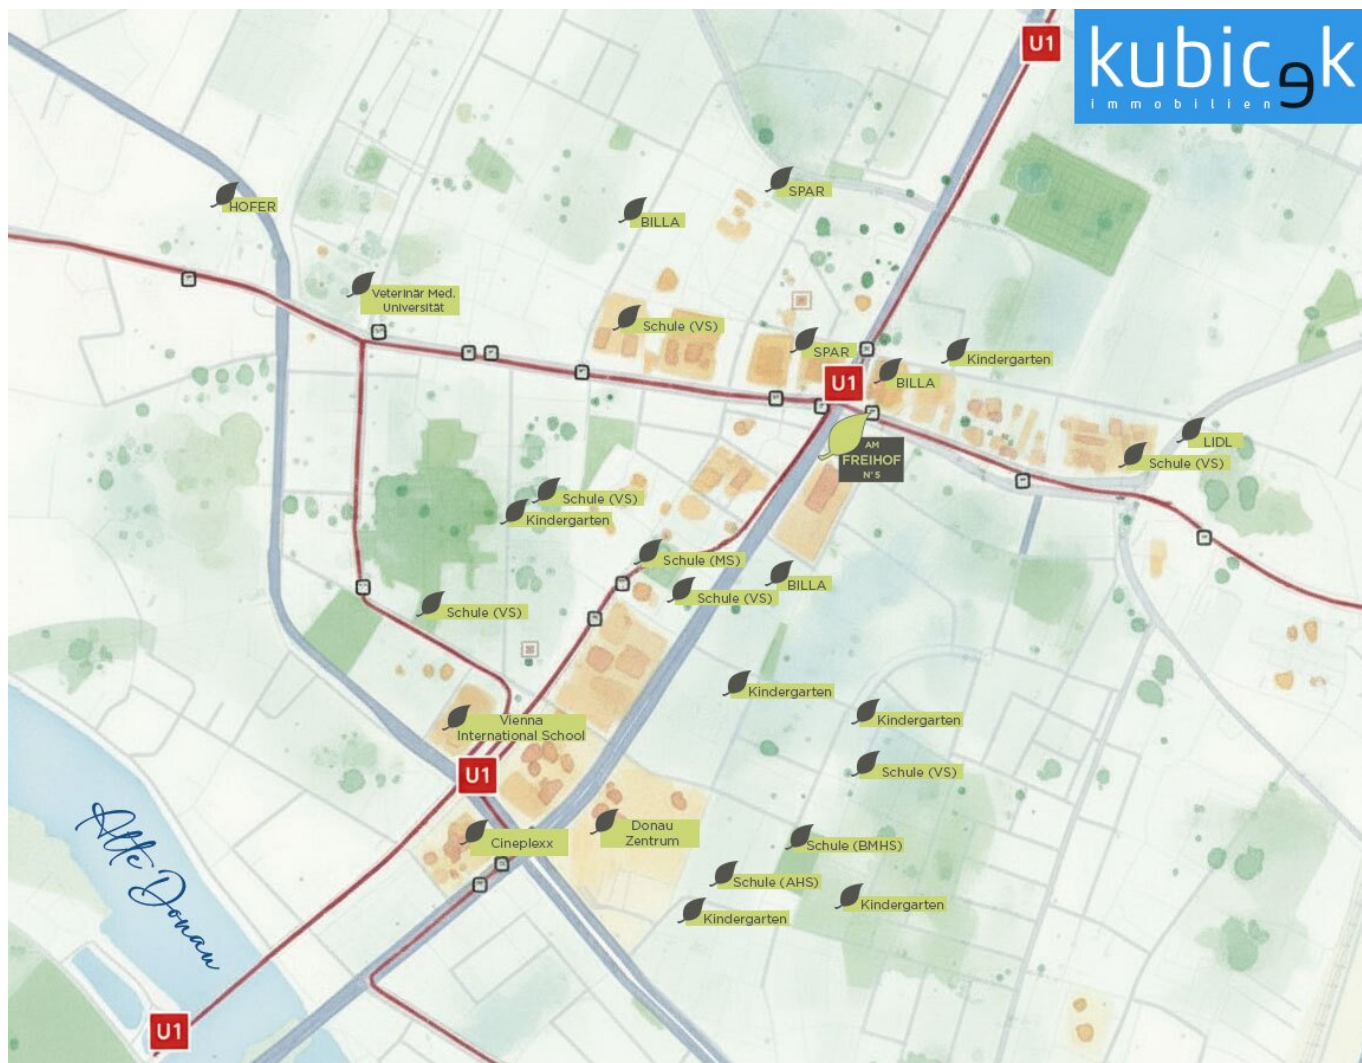 U1
kubicek
immobilien
SPAR
HOFER
BILLA
Veterinär Med.
Universität
Schule (VS)
SPAR
Kindergarten
BILLA
U1
AM
FREIHOF
N°5
LIDL
Schule (VS)
Schule (VS)
Kindergarten
Schule (MS)
BILLA
Schule (VS)
Schule (VS)
Kindergarten
Kindergarten
Vienna
International School
U1
Schule (VS)
Donau
Zentrum
Cineplexx
Schule (BMHS)
Schule (AHS)
Kindergarten
Kindergarten
Alte Donau
U1